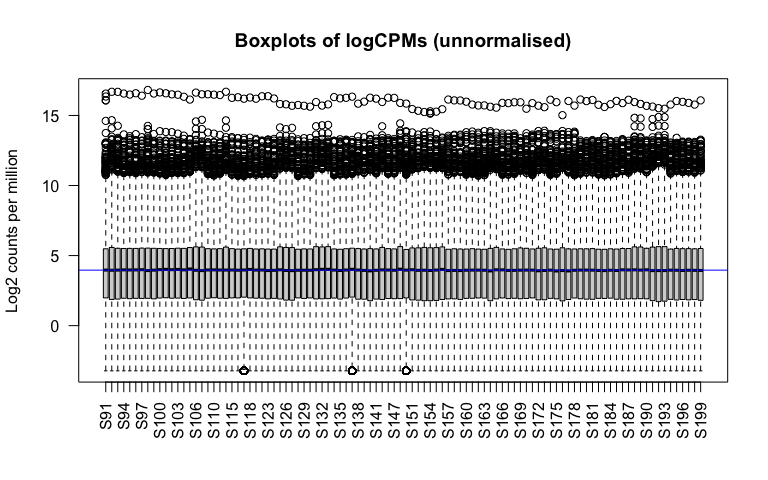 Boxplots of logCPMs (unnormalised)
Log2 counts per million
15
10
5
0
S91 S94 S97 S100 S103 S106 S110 S112 S115 S118 S123 S126 S129 S132 S135 S138 S141 S147 S151 S154 S157 S160 S163 S166 S169 S172 S175 S178 S181 S184 S187 S190 S193 S196 S199